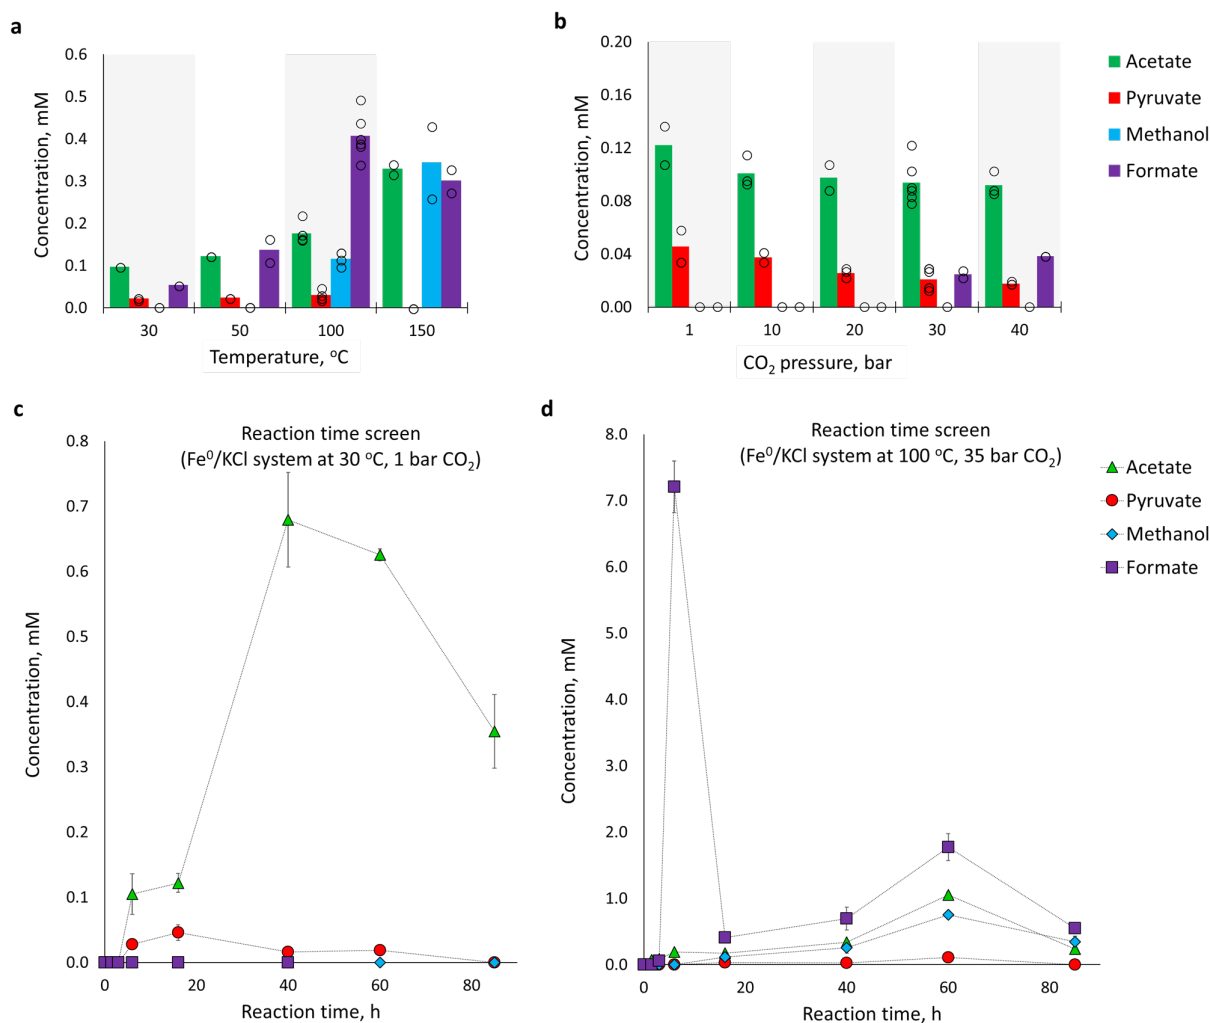 a
0.6
0.5
0.4
0.3
0.2
0.1
0.0
Concentration, mM
30
50
100
150
Temperature, °C
b
0.20
0.16
0.12
0.08
0.04
0.00
Concentration, mM
1
10
20
30
40
CO₂ pressure, bar
Acetate
Pyruvate
Methanol
Formate
c
Reaction time screen
(Fe⁰/KCl system at 30 °C, 1 bar CO₂)
0.8
0.7
0.6
0.5
0.4
0.3
0.2
0.1
0.0
Concentration, mM
0
20
40
60
80
Reaction time, h
d
Reaction time screen
(Fe⁰/KCl system at 100 °C, 35 bar CO₂)
8.0
7.0
6.0
5.0
4.0
3.0
2.0
1.0
0.0
Concentration, mM
0
20
40
60
80
Reaction time, h
Acetate
Pyruvate
Methanol
Formate